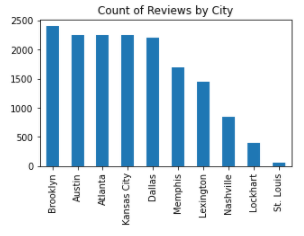 Count of Reviews by City
2500
2000
1500
1000
500
0
Brooklyn
Austin
Atlanta
Kansas City
Dallas
Memphis
Lexington
Nashville
Lockhart
St. Louis